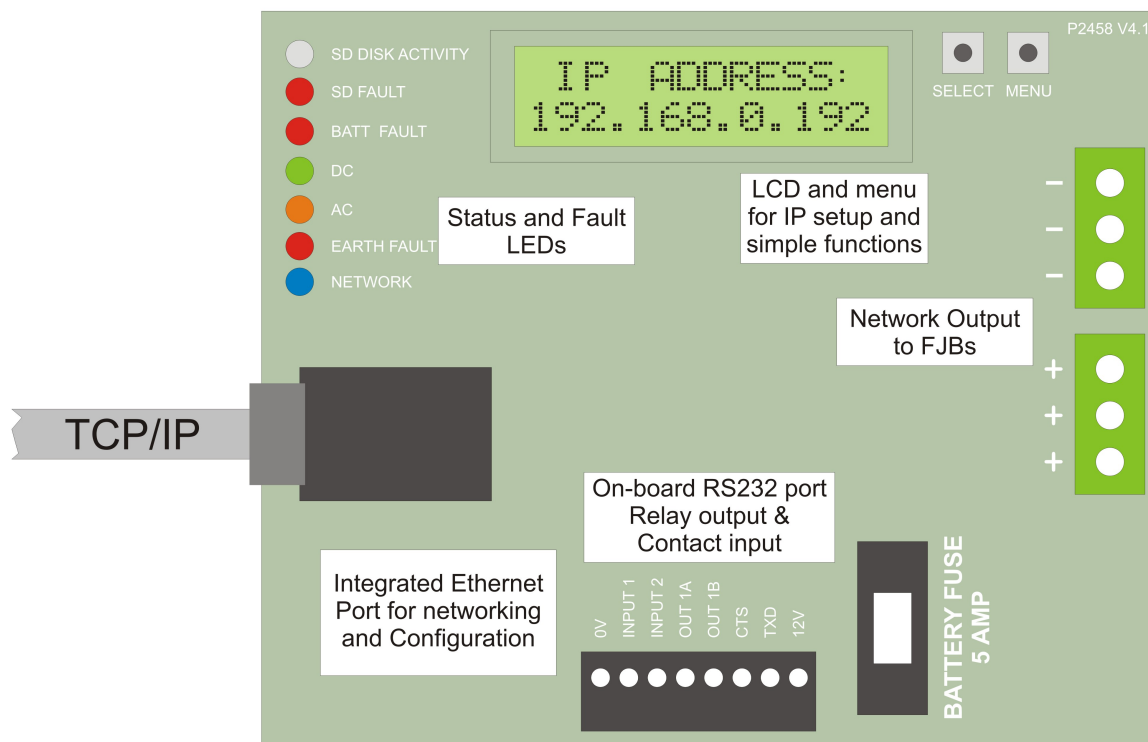 P2458 V4.1
SD DISK ACTIVITY
SD FAULT
BATT FAULT
DC
AC
EARTH FAULT
NETWORK
IP ADDRESS:
192.168.0.192
SELECT MENU
Status and Fault
LEDs
LCD and menu
for IP setup and
simple functions
–
–
–
Network Output
to FJBs
+
+
+
TCP/IP
On-board RS232 port
Relay output &
Contact input
Integrated Ethernet
Port for networking
and Configuration
0V
INPUT 1
INPUT 2
OUT 1A
OUT 1B
CTS
TXD
12V
BATTERY FUSE
5 AMP